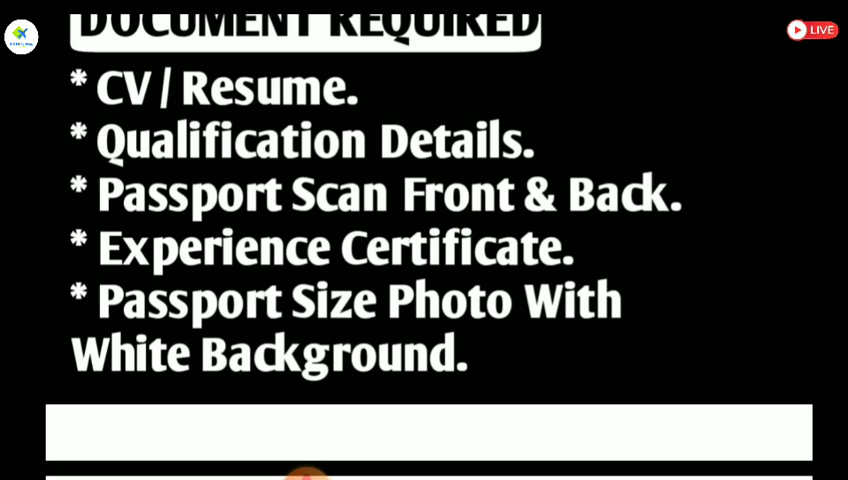 DOCUMENT REQUIRED
LIVE
* CV / Resume.
* Qualification Details.
* Passport Scan Front & Back.
* Experience Certificate.
* Passport Size Photo With
White Background.